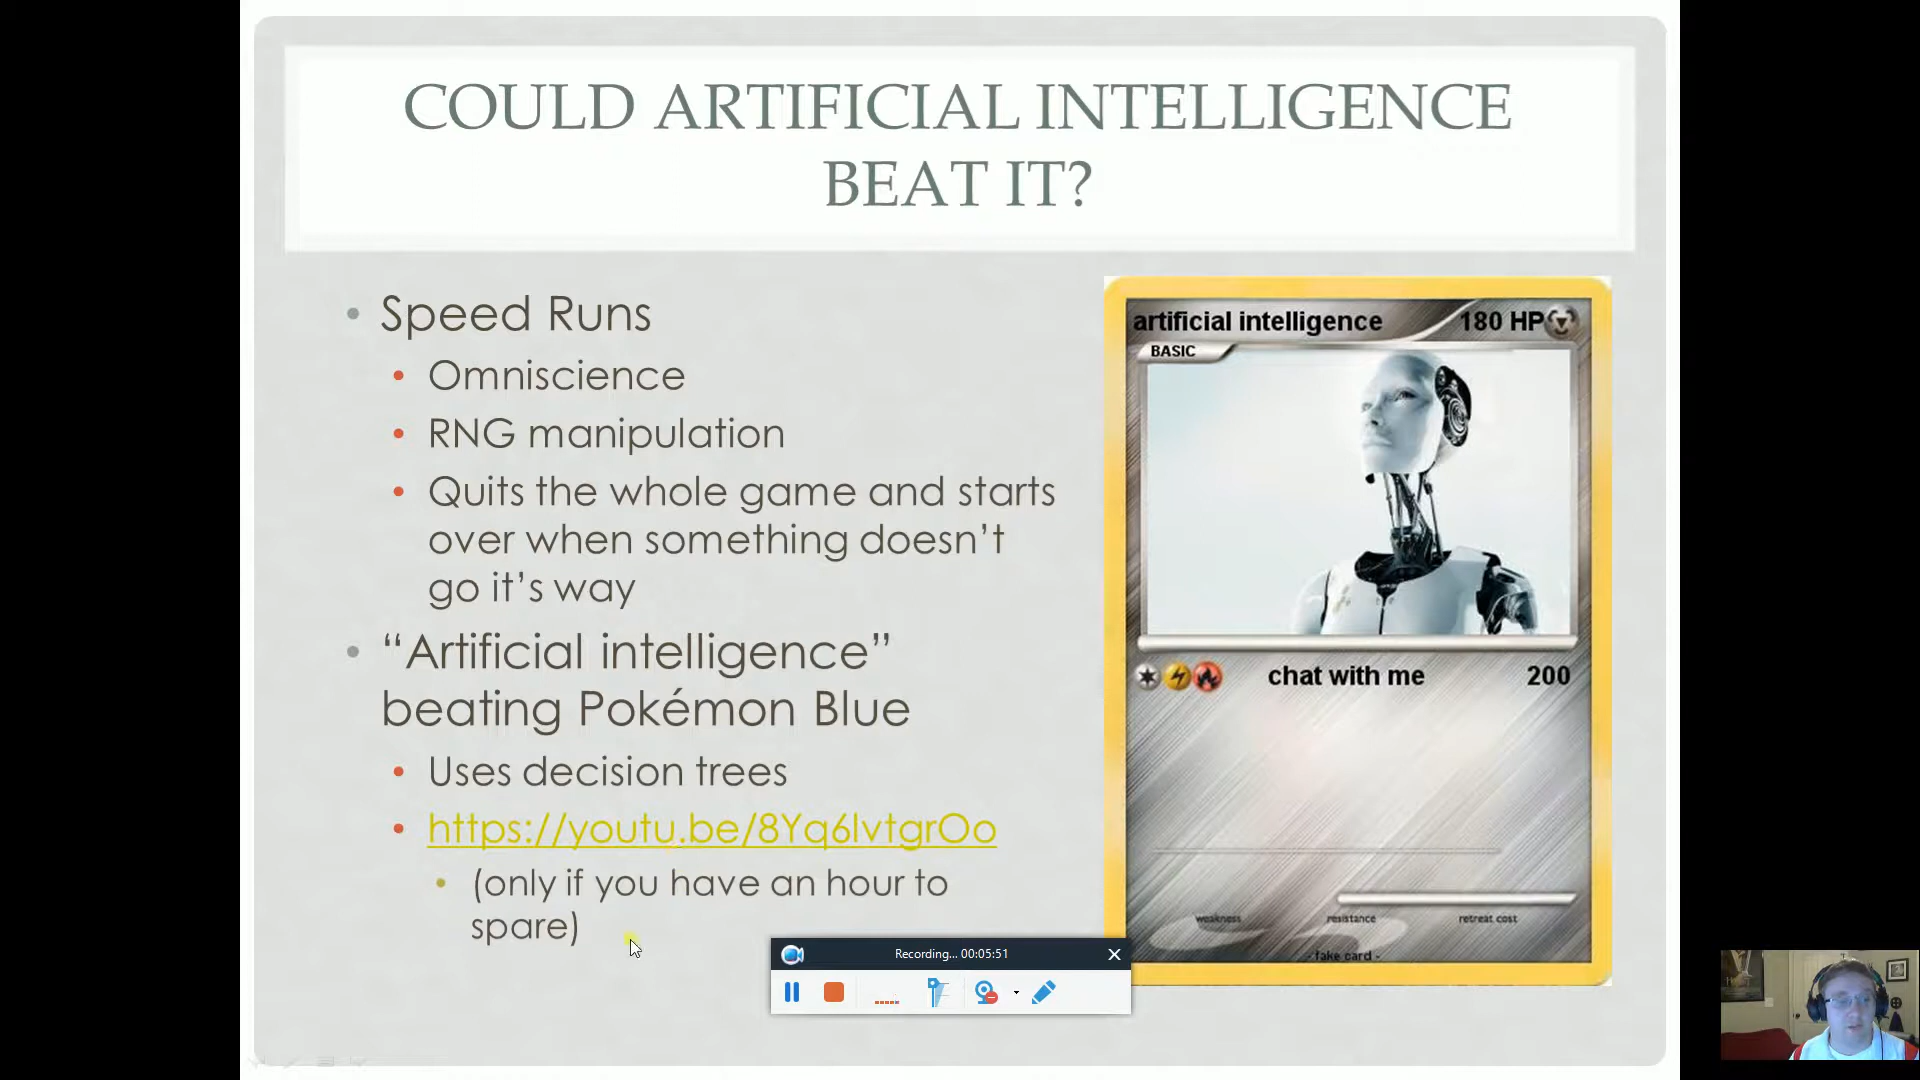 COULD ARTIFICIAL INTELLIGENCE
BEAT IT?
• Speed Runs
• Omniscience
• RNG manipulation
• Quits the whole game and starts
over when something doesn’t
go it’s way
• “Artificial intelligence”
beating Pokémon Blue
• Uses decision trees
• https://youtu.be/8Yq6lvtgrOo
• (only if you have an hour to
spare)
artificial intelligence 180 HP
BASIC
chat with me 200
weakness resistance retreat cost
- fake card -
Recording... 00:05:51